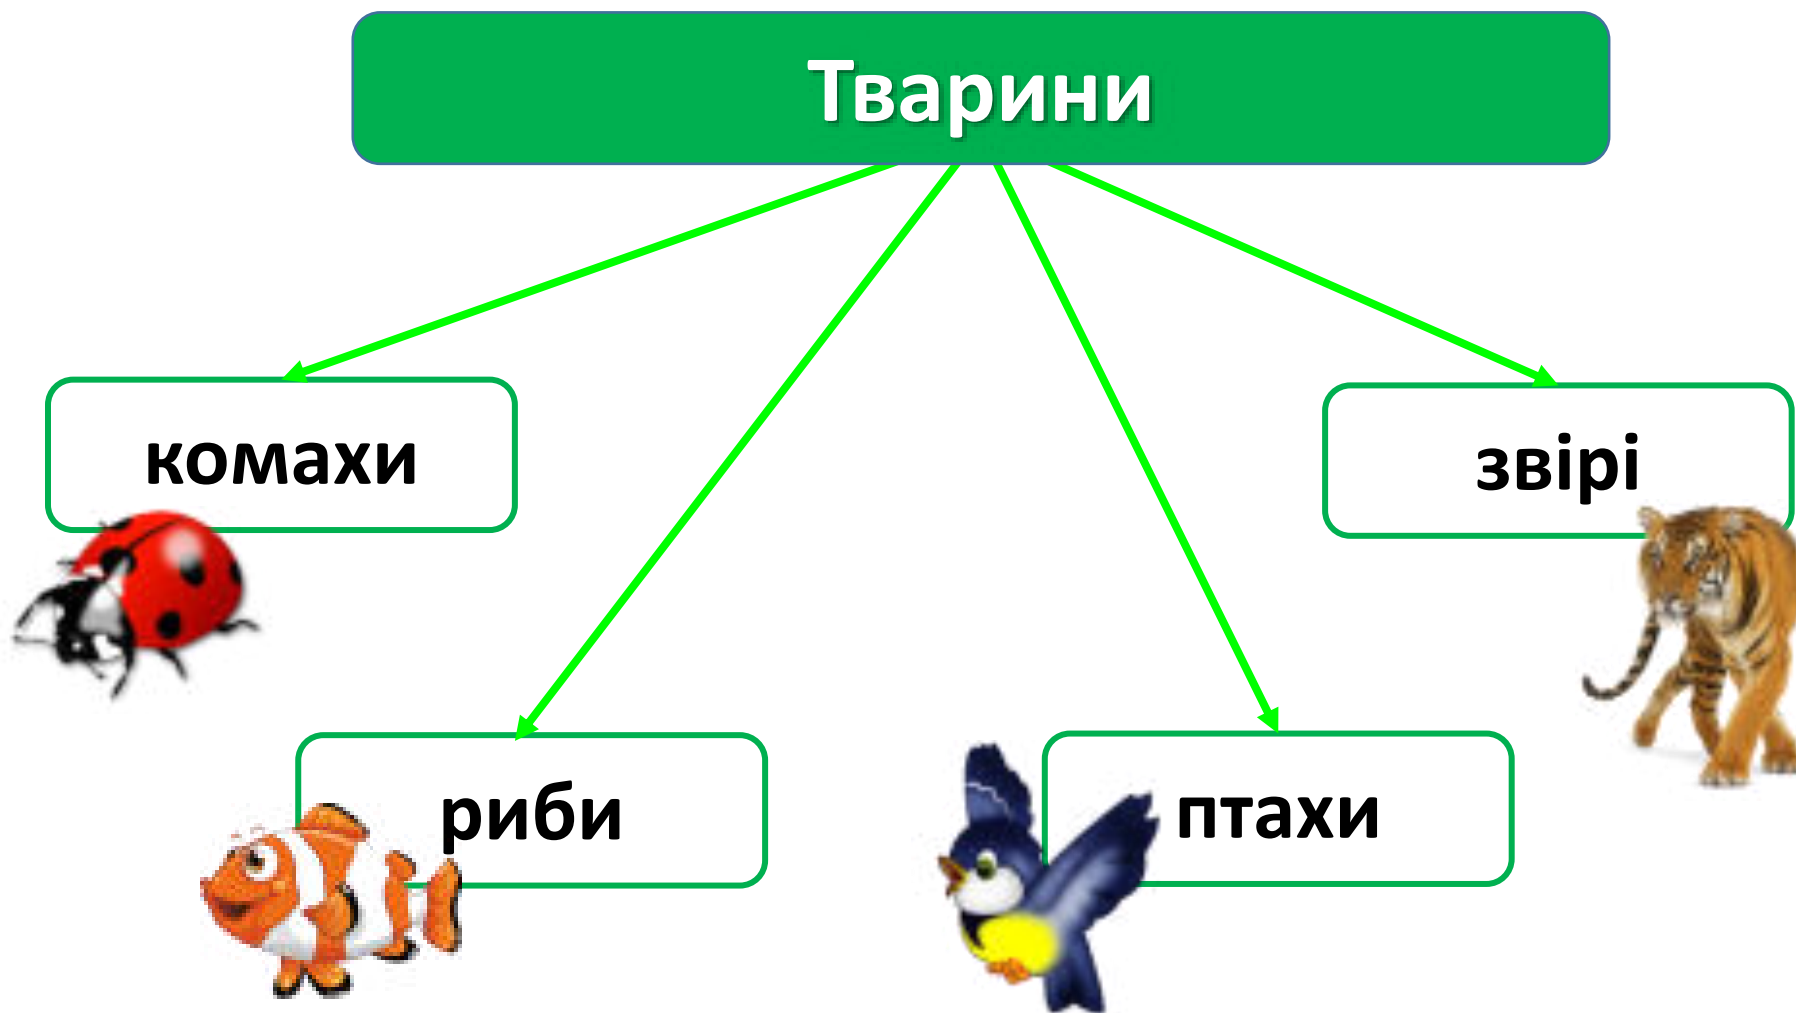 Тварини
комахи
звірі
риби
птахи